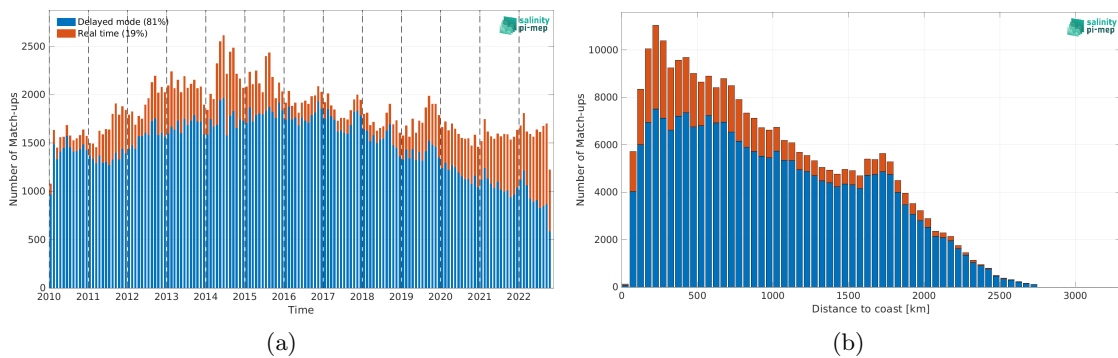 Delayed mode (81%)
Real time (19%)
salinity
pi-mep
2500
2000
1500
1000
500
0
Number of Match-ups
2010 2011 2012 2013 2014 2015 2016 2017 2018 2019 2020 2021 2022
Time
(a)
salinity
pi-mep
10000
8000
6000
4000
2000
0
Number of Match-ups
0 500 1000 1500 2000 2500 3000
Distance to coast [km]
(b)